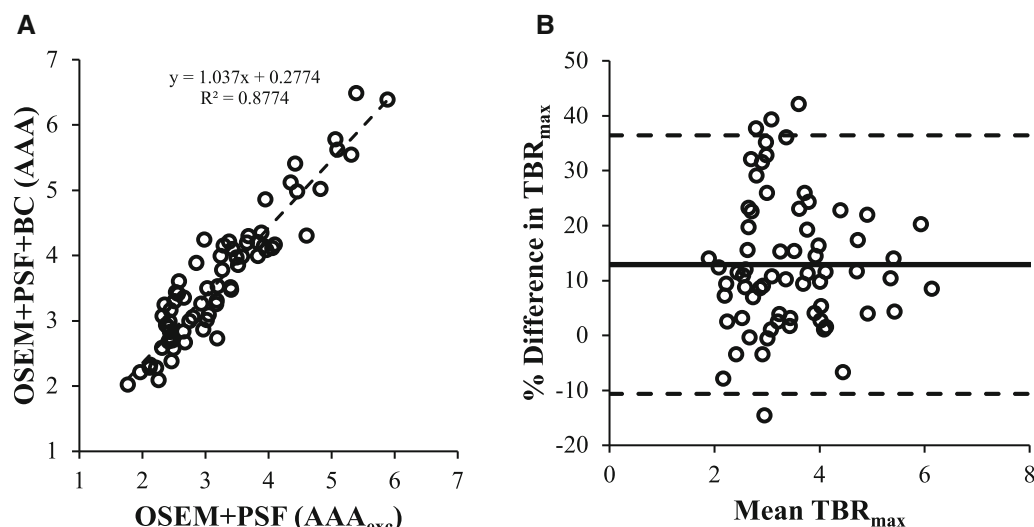 A
y = 1.037x + 0.2774
R² = 0.8774
OSEM+PSF+BC (AAA)
7
6
5
4
3
2
1
1 2 3 4 5 6 7
OSEM+PSF (AAAexc)
B
% Difference in TBRmax
50
40
30
20
10
0
-10
-20
0 2 4 6 8
Mean TBRmax